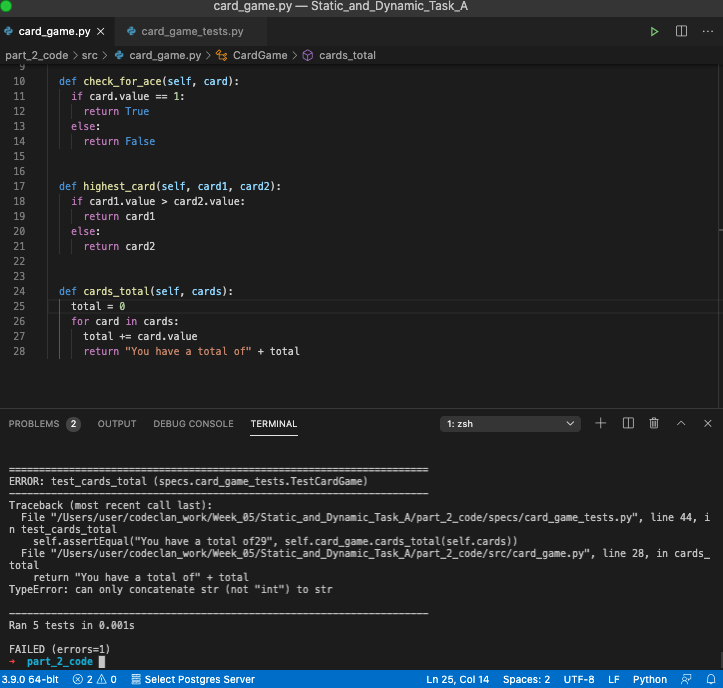 card_game.py — Static_and_Dynamic_Task_A
card_game.py
card_game_tests.py
part_2_code > src > card_game.py > CardGame > cards_total
9
10 def check_for_ace(self, card):
11 if card.value == 1:
12 return True
13 else:
14 return False
15
16
17 def highest_card(self, card1, card2):
18 if card1.value > card2.value:
19 return card1
20 else:
21 return card2
22
23
24 def cards_total(self, cards):
25 total = 0
26 for card in cards:
27 total += card.value
28 return "You have a total of" + total
PROBLEMS 2 OUTPUT DEBUG CONSOLE TERMINAL 1: zsh
======================================================================
ERROR: test_cards_total (specs.card_game_tests.TestCardGame)
----------------------------------------------------------------------
Traceback (most recent call last):
File "/Users/user/codeclan_work/Week_05/Static_and_Dynamic_Task_A/part_2_code/specs/card_game_tests.py", line 44, i
n test_cards_total
self.assertEqual("You have a total of29", self.card_game.cards_total(self.cards))
File "/Users/user/codeclan_work/Week_05/Static_and_Dynamic_Task_A/part_2_code/src/card_game.py", line 28, in cards_
total
return "You have a total of" + total
TypeError: can only concatenate str (not "int") to str
----------------------------------------------------------------------
Ran 5 tests in 0.001s
FAILED (errors=1)
→ part_2_code
3.9.0 64-bit 2 0 Select Postgres Server Ln 25, Col 14 Spaces: 2 UTF-8 LF Python